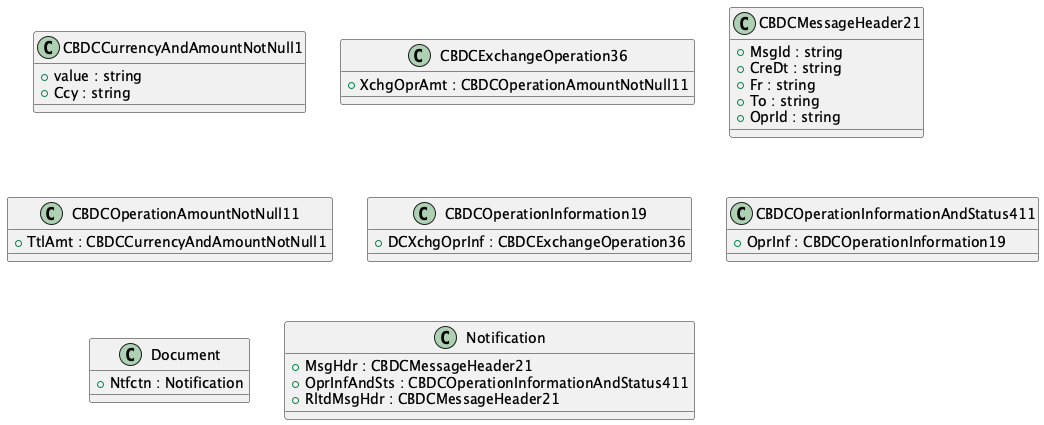 C CBDCCurrencyAndAmountNotNull1
value : string
Ccy : string
C CBDCExchangeOperation36
XchgOprAmt : CBDCOperationAmountNotNull11
C CBDCMessageHeader21
MsgId : string
CreDt : string
Fr : string
To : string
OprId : string
C CBDCOperationAmountNotNull11
TtlAmt : CBDCCurrencyAndAmountNotNull1
C CBDCOperationInformation19
DCXchgOprInf : CBDCExchangeOperation36
C CBDCOperationInformationAndStatus411
OprInf : CBDCOperationInformation19
C Document
Ntfctn : Notification
C Notification
MsgHdr : CBDCMessageHeader21
OprInfAndSts : CBDCOperationInformationAndStatus411
RltdMsgHdr : CBDCMessageHeader21